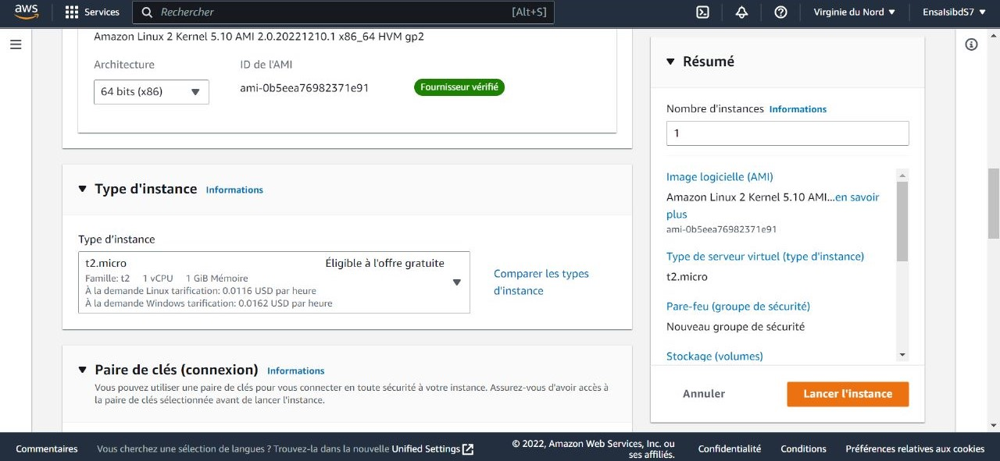 aws
Services
Rechercher
[Alt+S]
Virginie du Nord
EnsalsibdS7
Amazon Linux 2 Kernel 5.10 AMI 2.0.20221210.1 x86_64 HVM gp2
Architecture
ID de l'AMI
64 bits (x86)
ami-0b5eea76982371e91
Fournisseur vérifié
Type d'instance Informations
Type d'instance
t2.micro
Éligible à l'offre gratuite
Famille: t2 1 vCPU 1 GiB Mémoire
À la demande Linux tarification: 0.0116 USD par heure
À la demande Windows tarification: 0.0162 USD par heure
Comparer les types
d'instance
Paire de clés (connexion) Informations
Vous pouvez utiliser une paire de clés pour vous connecter en toute sécurité à votre instance. Assurez-vous d'avoir accès à
la paire de clés sélectionnée avant de lancer l'instance.
Résumé
Nombre d'instances Informations
1
Image logicielle (AMI)
Amazon Linux 2 Kernel 5.10 AMI...en savoir
plus
ami-0b5eea76982371e91
Type de serveur virtuel (type d'instance)
t2.micro
Pare-feu (groupe de sécurité)
Nouveau groupe de sécurité
Stockage (volumes)
Annuler
Lancer l'instance
Commentaires
Vous cherchez une sélection de langues ? Trouvez-la dans la nouvelle Unified Settings
© 2022, Amazon Web Services, Inc. ou
ses affiliés.
Confidentialité
Conditions
Préférences relatives aux cookies